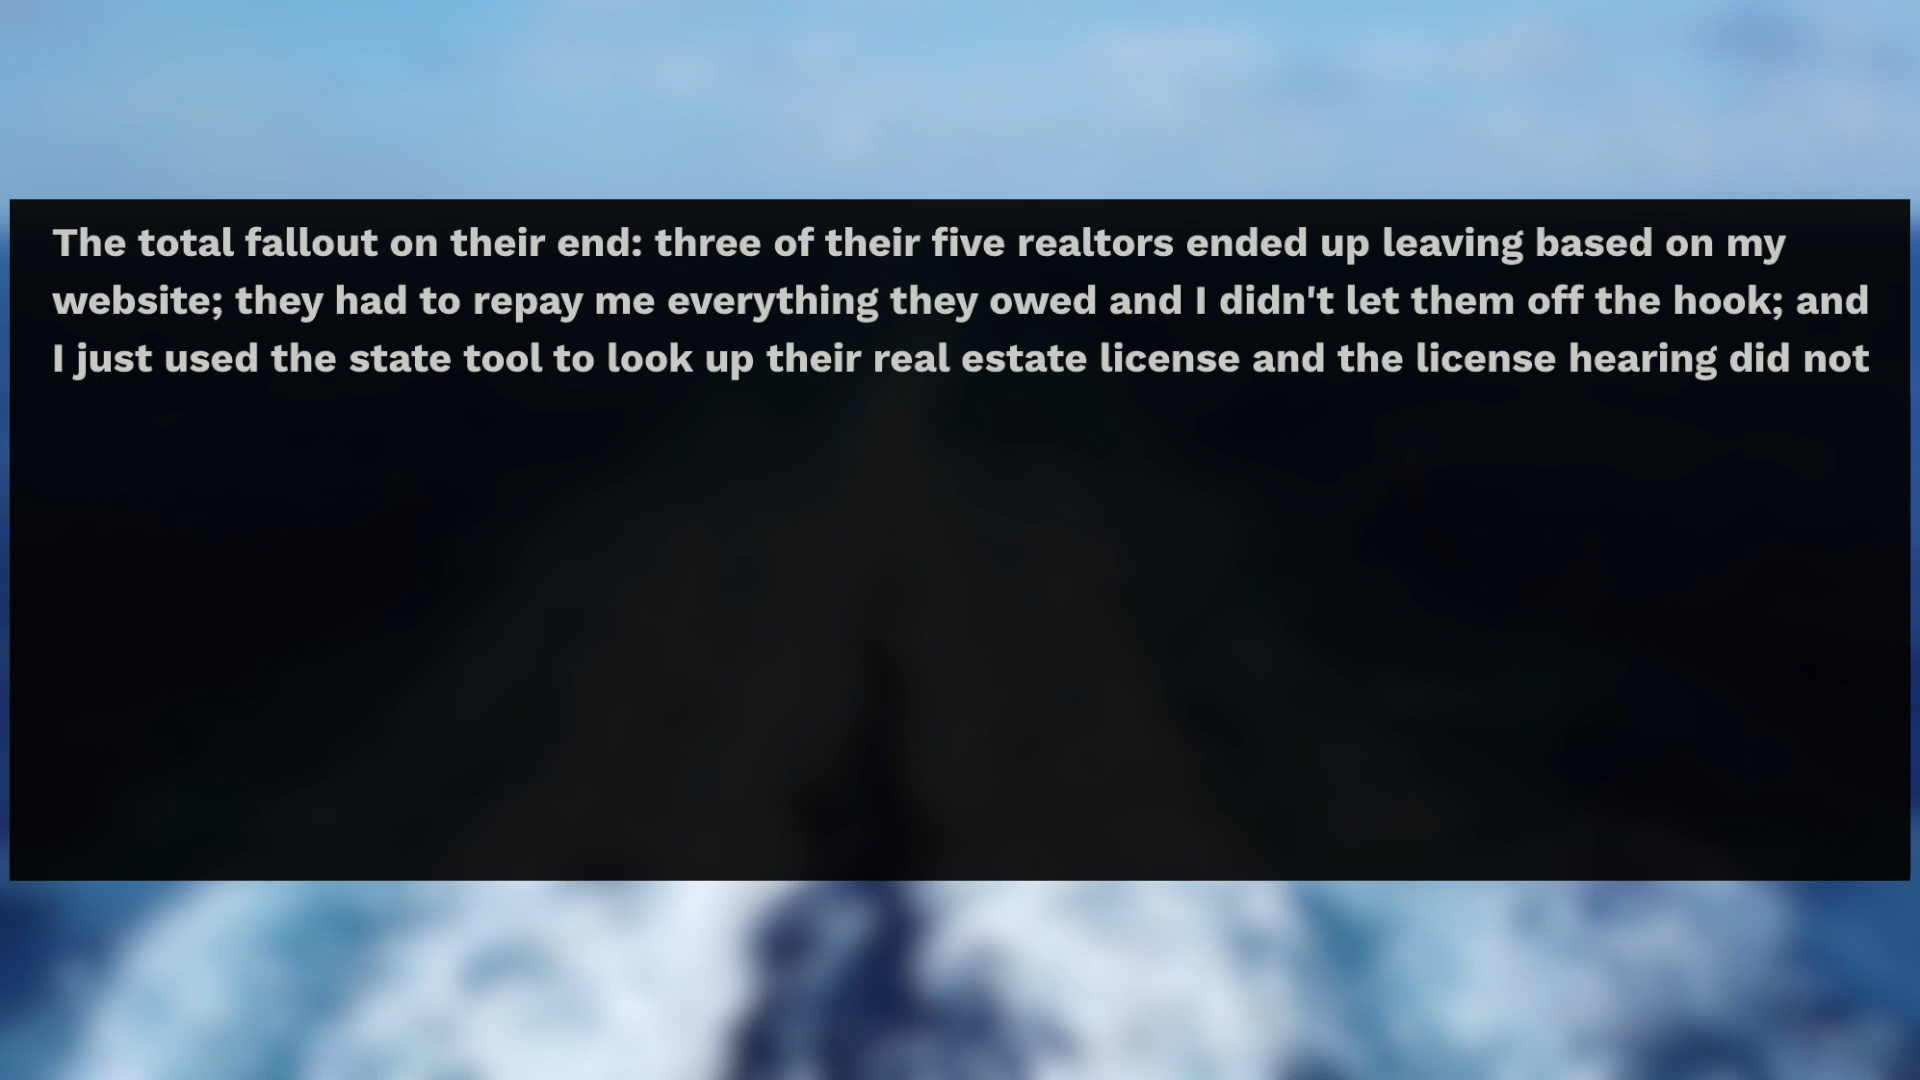 The total fallout on their end: three of their five realtors ended up leaving based on my
website; they had to repay me everything they owed and I didn't let them off the hook; and
I just used the state tool to look up their real estate license and the license hearing did not